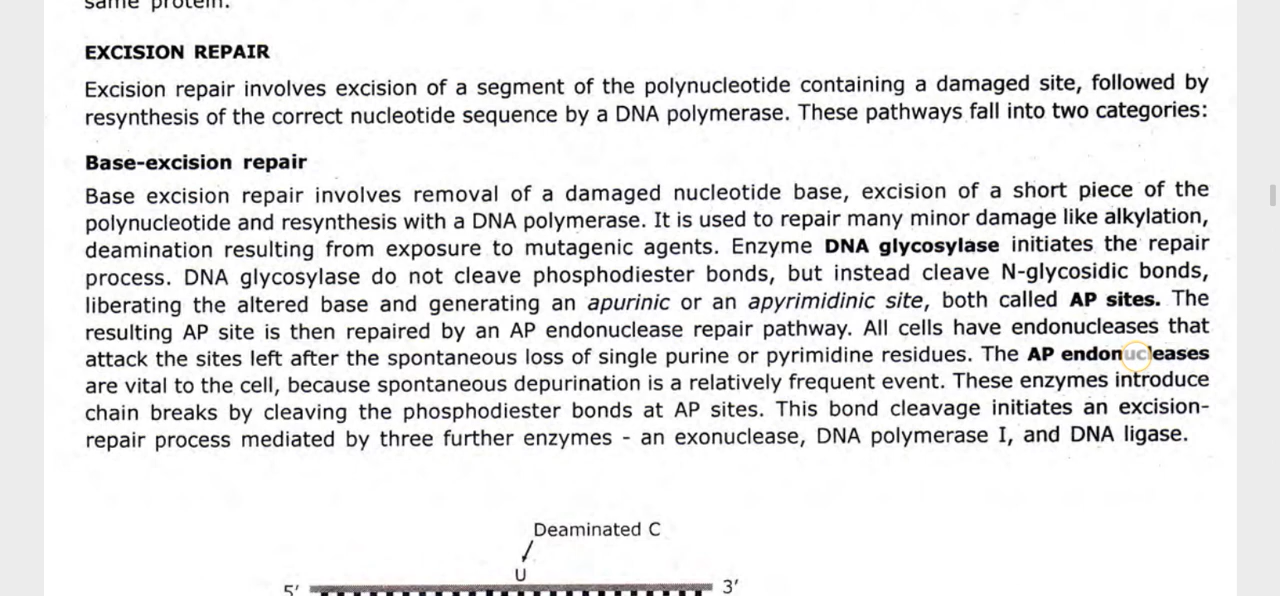 same protein.
EXCISION REPAIR
Excision repair involves excision of a segment of the polynucleotide containing a damaged site, followed by
resynthesis of the correct nucleotide sequence by a DNA polymerase. These pathways fall into two categories:
Base-excision repair
Base excision repair involves removal of a damaged nucleotide base, excision of a short piece of the
polynucleotide and resynthesis with a DNA polymerase. It is used to repair many minor damage like alkylation,
deamination resulting from exposure to mutagenic agents. Enzyme DNA glycosylase initiates the repair
process. DNA glycosylase do not cleave phosphodiester bonds, but instead cleave N-glycosidic bonds,
liberating the altered base and generating an apurinic or an apyrimidinic site, both called AP sites. The
resulting AP site is then repaired by an AP endonuclease repair pathway. All cells have endonucleases that
attack the sites left after the spontaneous loss of single purine or pyrimidine residues. The AP endonucleases
are vital to the cell, because spontaneous depurination is a relatively frequent event. These enzymes introduce
chain breaks by cleaving the phosphodiester bonds at AP sites. This bond cleavage initiates an excision-
repair process mediated by three further enzymes - an exonuclease, DNA polymerase I, and DNA ligase.
Deaminated C
U
5′ 3′